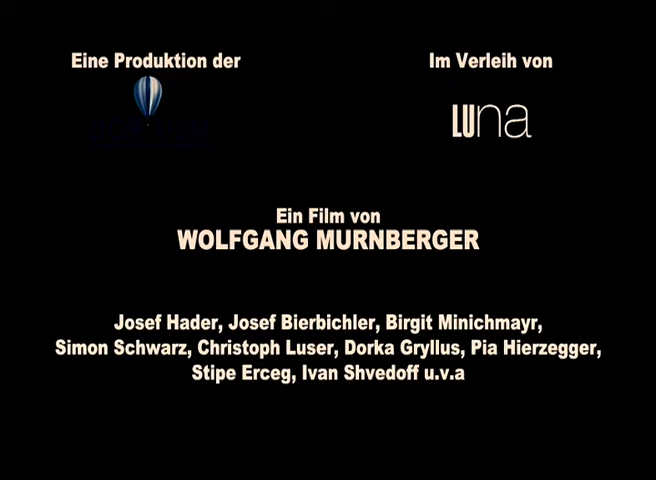 Eine Produktion der
Im Verleih von
LUna
Ein Film von
WOLFGANG MURNBERGER
Josef Hader, Josef Bierbichler, Birgit Minichmayr,
Simon Schwarz, Christoph Luser, Dorka Gryllus, Pia Hierzegger,
Stipe Erceg, Ivan Shvedoff u.v.a